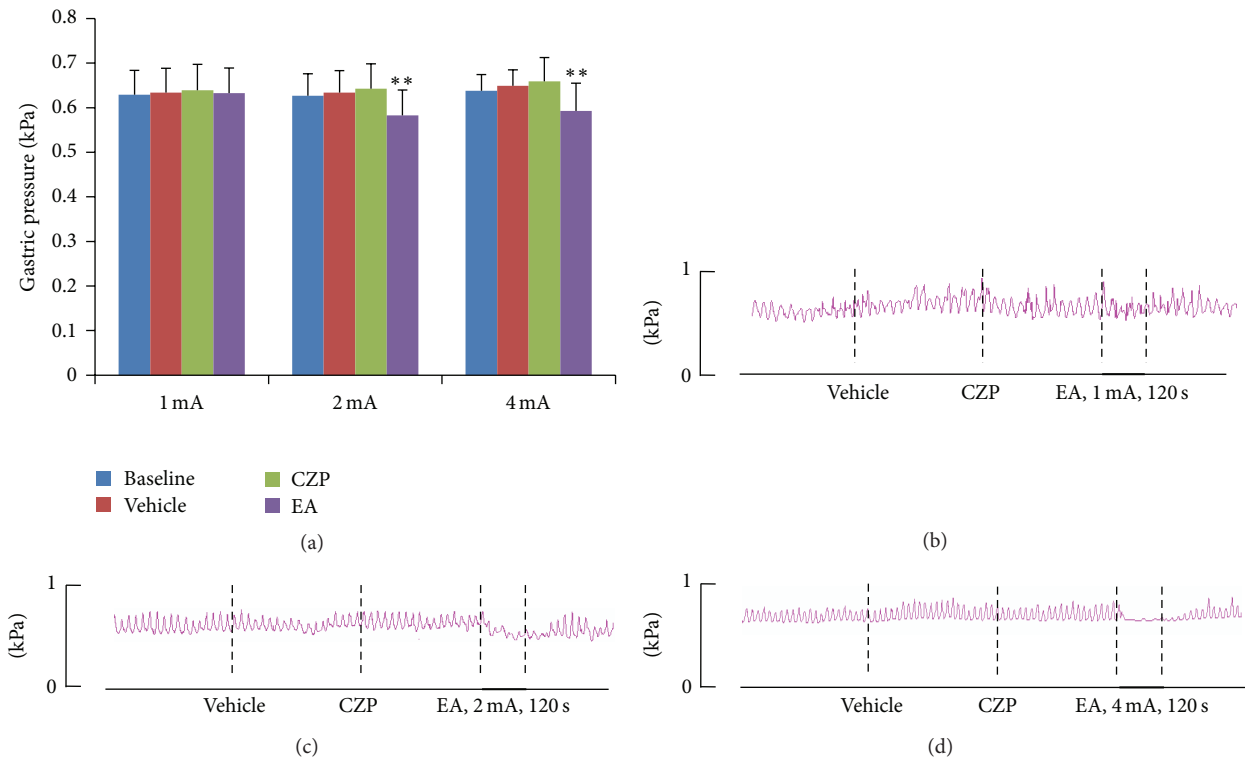 0.8
0.7
0.6
0.5
0.4
0.3
0.2
0.1
0
Gastric pressure (kPa)
**
**
1 mA
2 mA
4 mA
Baseline
CZP
Vehicle
EA
(a)
1
(kPa)
0
Vehicle
CZP
EA, 1 mA, 120 s
(b)
1
(kPa)
0
Vehicle
CZP
EA, 2 mA, 120 s
(c)
1
(kPa)
0
Vehicle
CZP
EA, 4 mA, 120 s
(d)